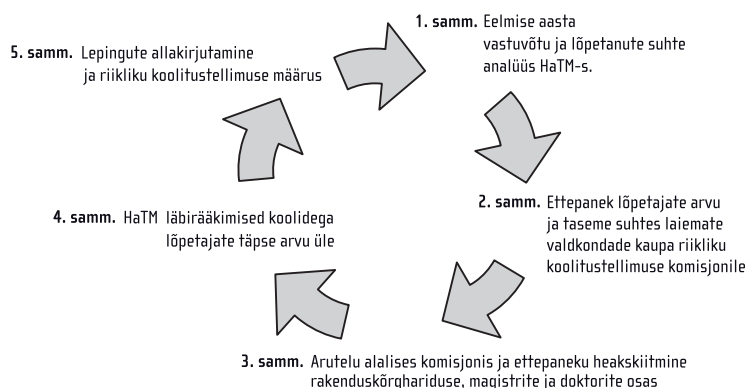 1. samm. Eelmise aasta
vastuvõtu ja lõpetanute suhte
analüüs HaTM-s.
2. samm. Ettepanek lõpetajate arvu
ja taseme suhtes laiemate
valdkondade kaupa riikliku
koolitustellimuse komisjonile
3. samm. Arutelu alalises komisjonis ja ettepaneku heakskiitmine
rakenduskõrghariduse, magistrite ja doktorite osas
4. samm. HaTM läbirääkimised koolidega
lõpetajate täpse arvu üle
5. samm. Lepingute allakirjutamine
ja riikliku koolitustellimuse määrus